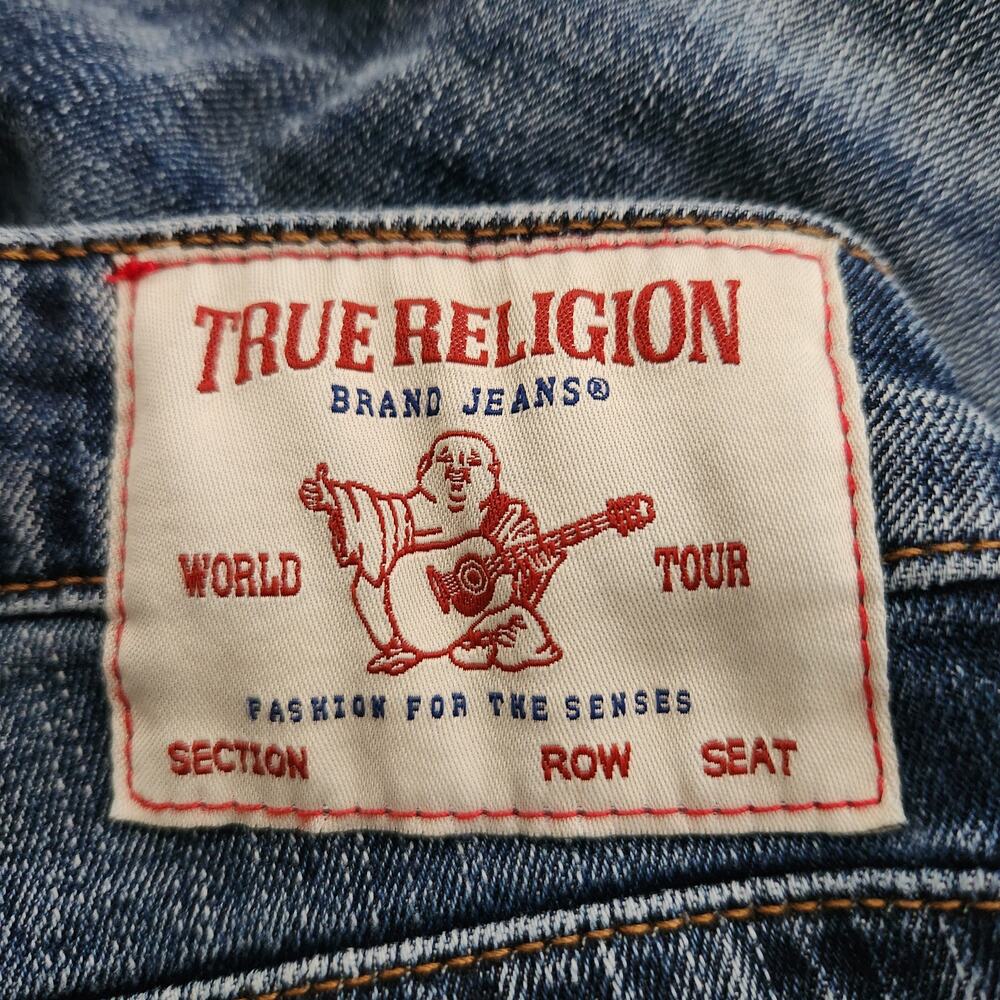 TRUE RELIGION
BRAND JEANS®
WORLD TOUR
FASHION FOR THE SENSES
SECTION ROW SEAT